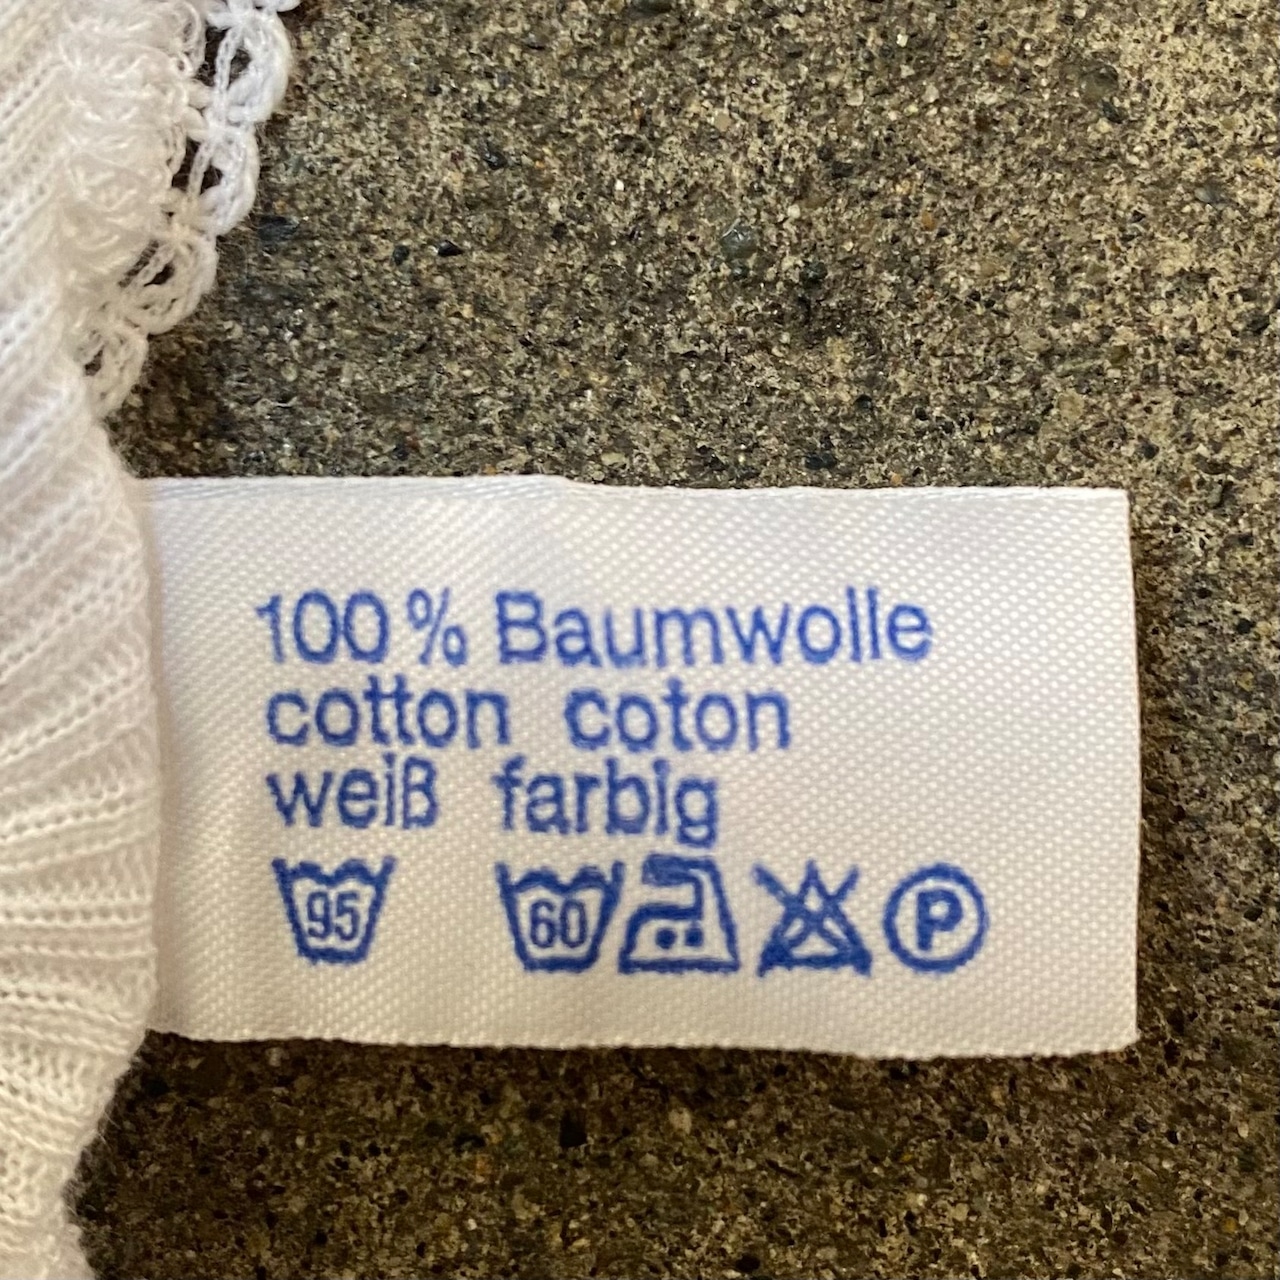 100% Baumwolle
cotton coton
weiß farbig
95 60 P